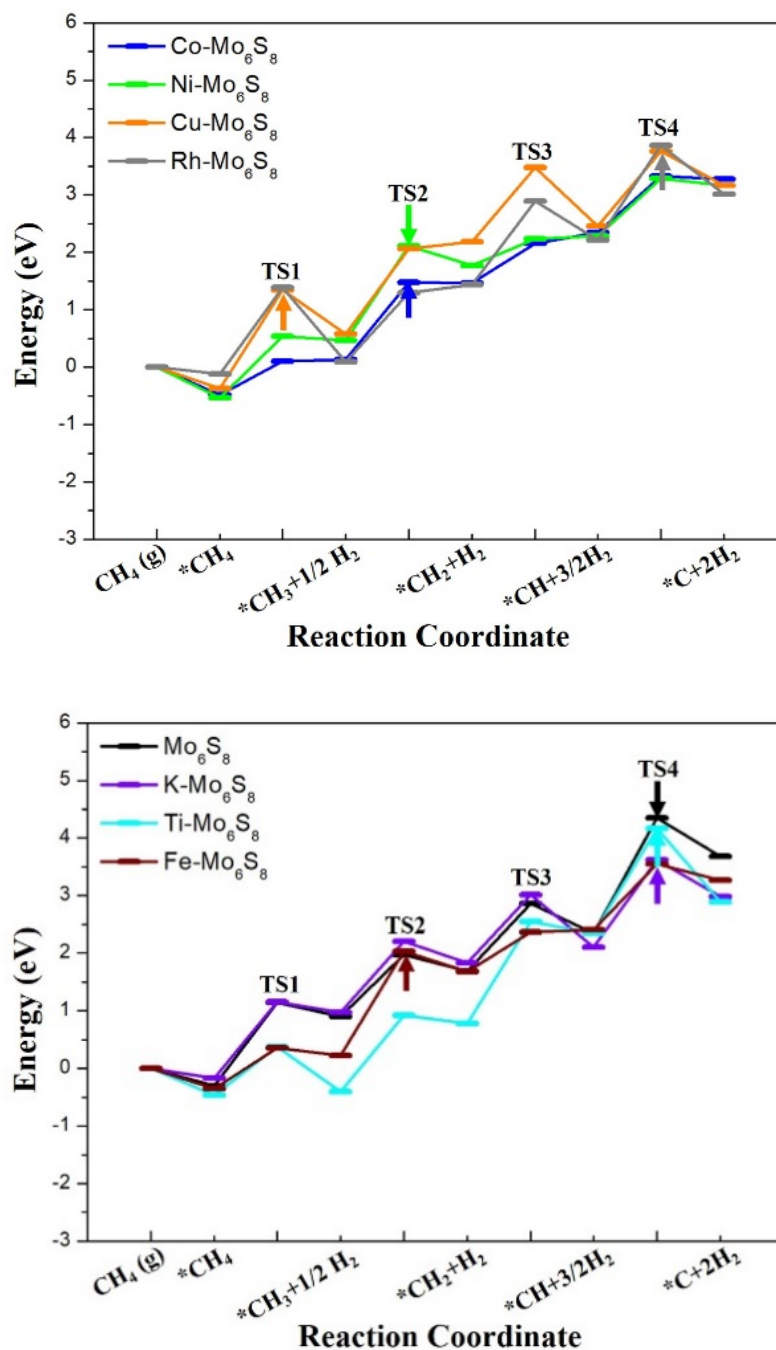 6
5
4
3
2
1
0
-1
-2
-3
Energy (eV)
Co-Mo₆S₈
Ni-Mo₆S₈
Cu-Mo₆S₈
Rh-Mo₆S₈
TS1
TS2
TS3
TS4
CH₄ (g)
*CH₄
*CH₃+1/2 H₂
*CH₂+H₂
*CH+3/2H₂
*C+2H₂
Reaction Coordinate
6
5
4
3
2
1
0
-1
-2
-3
Energy (eV)
Mo₆S₈
K-Mo₆S₈
Ti-Mo₆S₈
Fe-Mo₆S₈
TS1
TS2
TS3
TS4
CH₄ (g)
*CH₄
*CH₃+1/2 H₂
*CH₂+H₂
*CH+3/2H₂
*C+2H₂
Reaction Coordinate